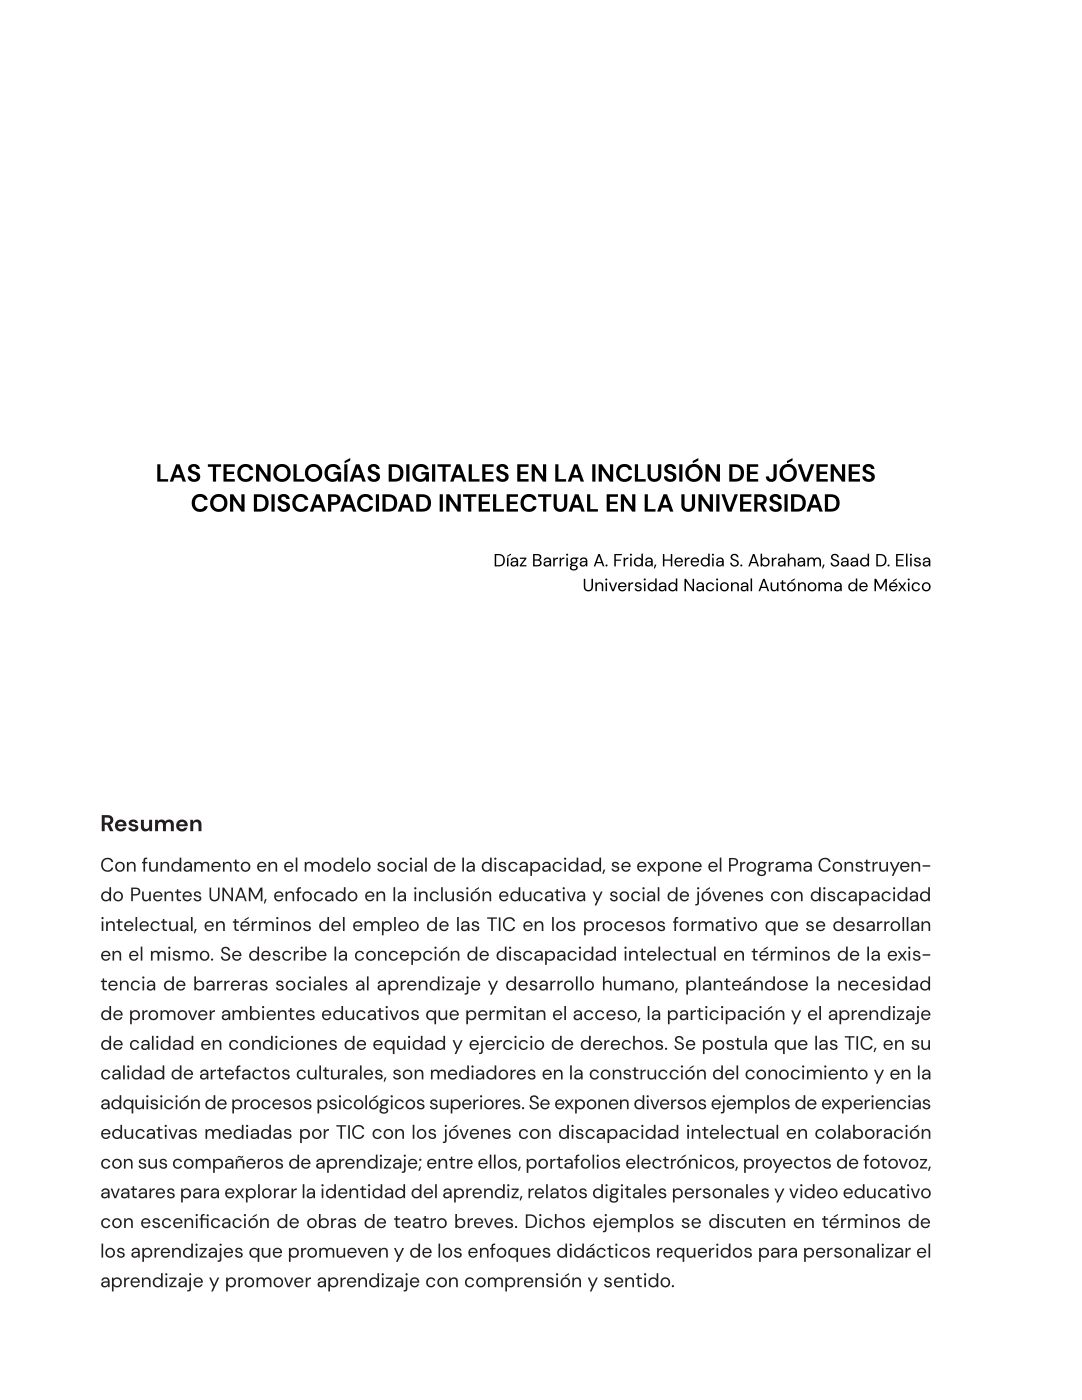 LAS TECNOLOGÍAS DIGITALES EN LA INCLUSIÓN DE JÓVENES
CON DISCAPACIDAD INTELECTUAL EN LA UNIVERSIDAD
Díaz Barriga A. Frida, Heredia S. Abraham, Saad D. Elisa
Universidad Nacional Autónoma de México
Resumen
Con fundamento en el modelo social de la discapacidad, se expone el Programa Construyen-
do Puentes UNAM, enfocado en la inclusión educativa y social de jóvenes con discapacidad
intelectual, en términos del empleo de las TIC en los procesos formativo que se desarrollan
en el mismo. Se describe la concepción de discapacidad intelectual en términos de la exis-
tencia de barreras sociales al aprendizaje y desarrollo humano, planteándose la necesidad
de promover ambientes educativos que permitan el acceso, la participación y el aprendizaje
de calidad en condiciones de equidad y ejercicio de derechos. Se postula que las TIC, en su
calidad de artefactos culturales, son mediadores en la construcción del conocimiento y en la
adquisición de procesos psicológicos superiores. Se exponen diversos ejemplos de experiencias
educativas mediadas por TIC con los jóvenes con discapacidad intelectual en colaboración
con sus compañeros de aprendizaje; entre ellos, portafolios electrónicos, proyectos de fotovoz,
avatares para explorar la identidad del aprendiz, relatos digitales personales y video educativo
con escenificación de obras de teatro breves. Dichos ejemplos se discuten en términos de
los aprendizajes que promueven y de los enfoques didácticos requeridos para personalizar el
aprendizaje y promover aprendizaje con comprensión y sentido.